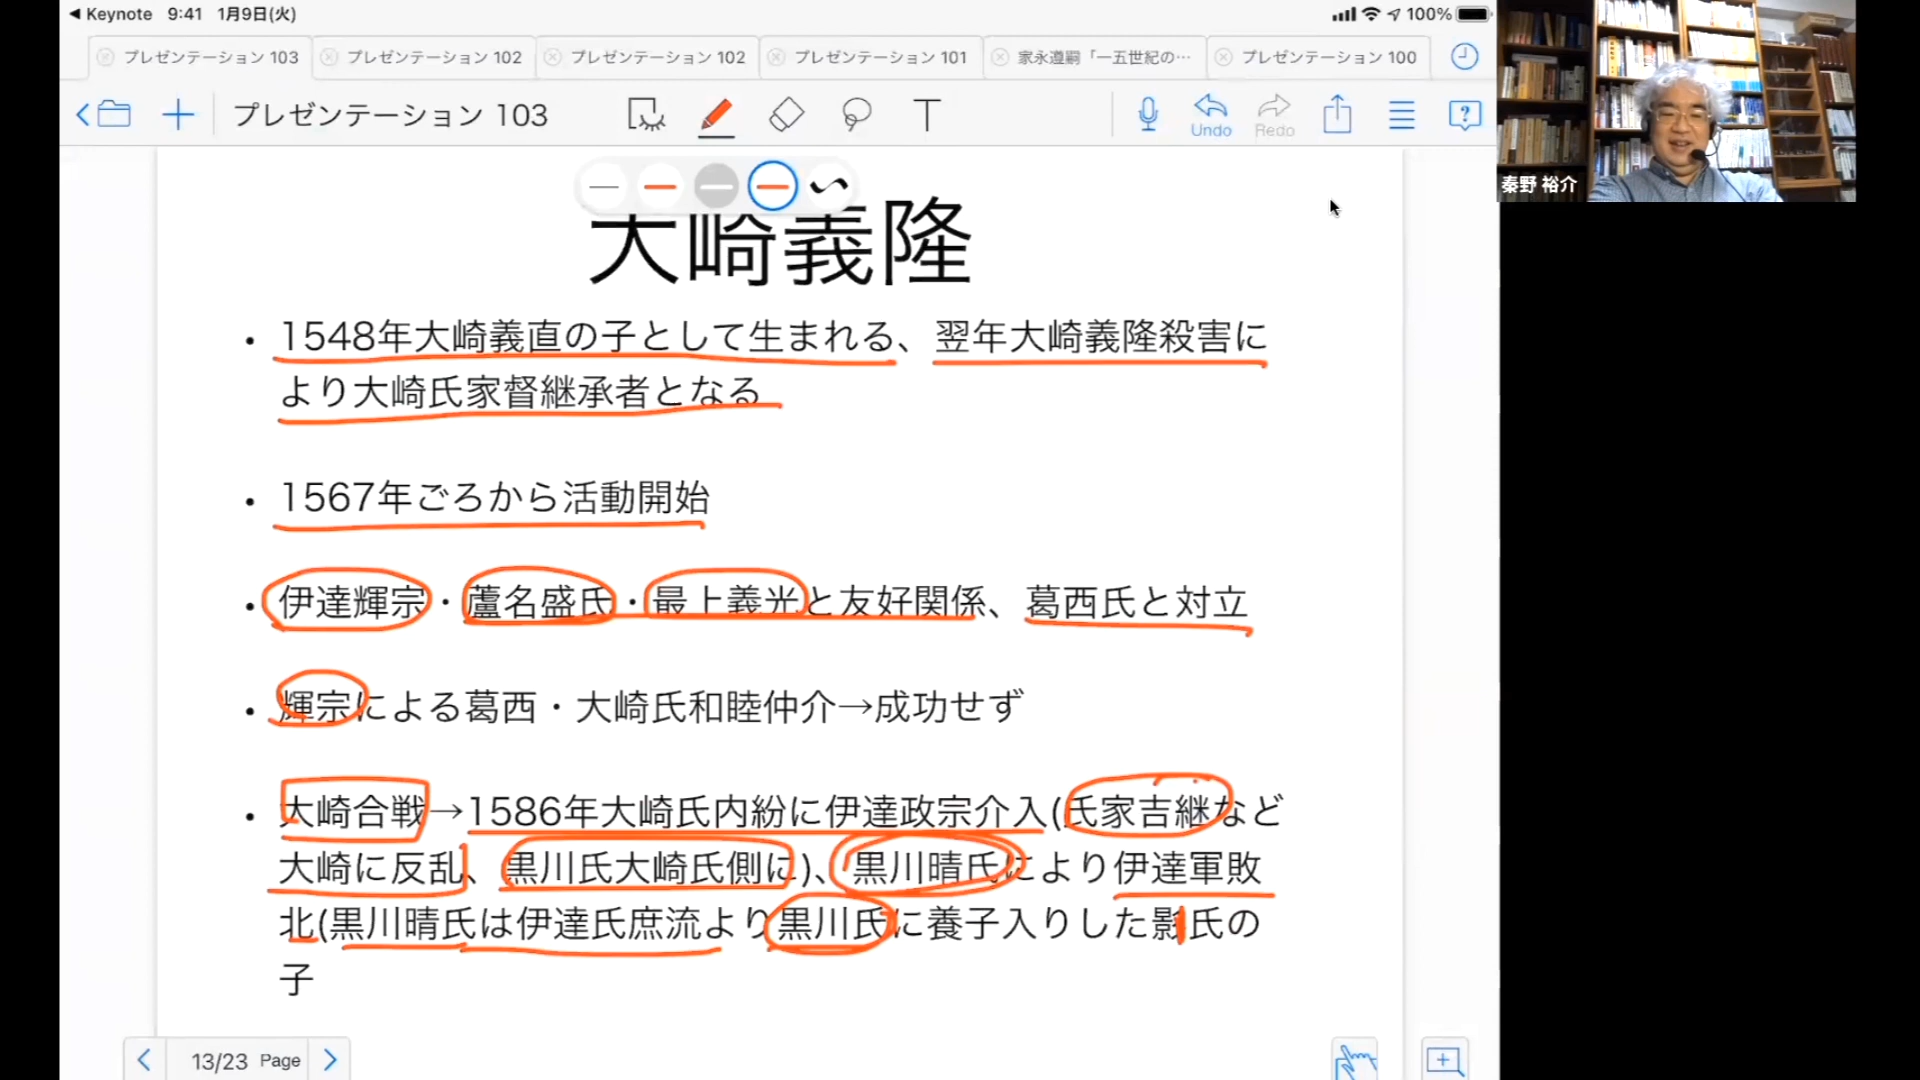 ◀ Keynote 9:41 1月9日(火) 100%
プレゼンテーション 103 プレゼンテーション 102 プレゼンテーション 102 プレゼンテーション 101 家永遵嗣「一五世紀の… プレゼンテーション 100
プレゼンテーション 103 T Undo Redo ?
秦野 裕介
大崎義隆
• 1548年大崎義直の子として生まれる、翌年大崎義隆殺害に
より大崎氏家督継承者となる
• 1567年ごろから活動開始
• 伊達輝宗・蘆名盛氏・最上義光と友好関係、葛西氏と対立
• 輝宗による葛西・大崎氏和睦仲介→成功せず
• 大崎合戦→1586年大崎氏内紛に伊達政宗介入(氏家吉継など
大崎に反乱、黒川氏大崎氏側に)、黒川晴氏により伊達軍敗
北(黒川晴氏は伊達氏庶流より黒川氏に養子入りした影氏の
子
13/23 Page